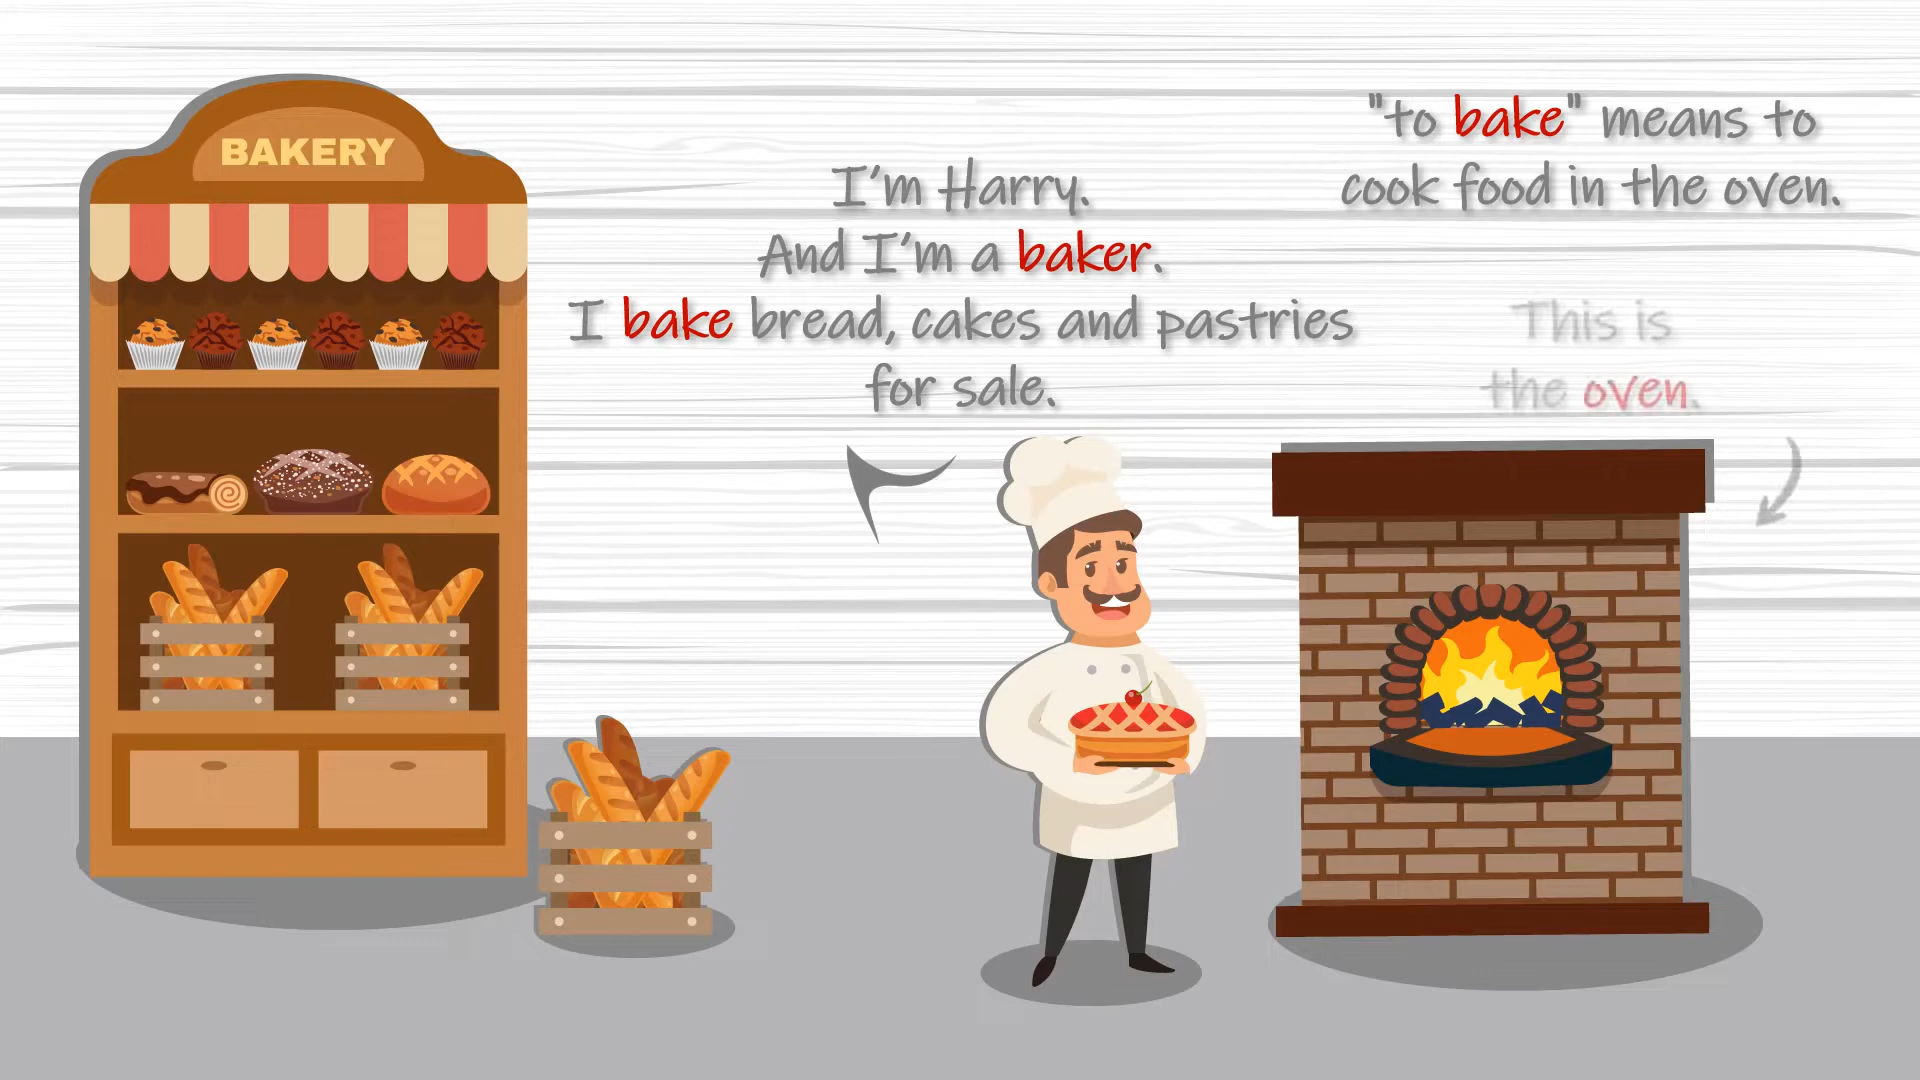 BAKERY
I'm Harry.
And I'm a baker.
I bake bread, cakes and pastries
for sale.
"to bake" means to
cook food in the oven.
This is
the oven.